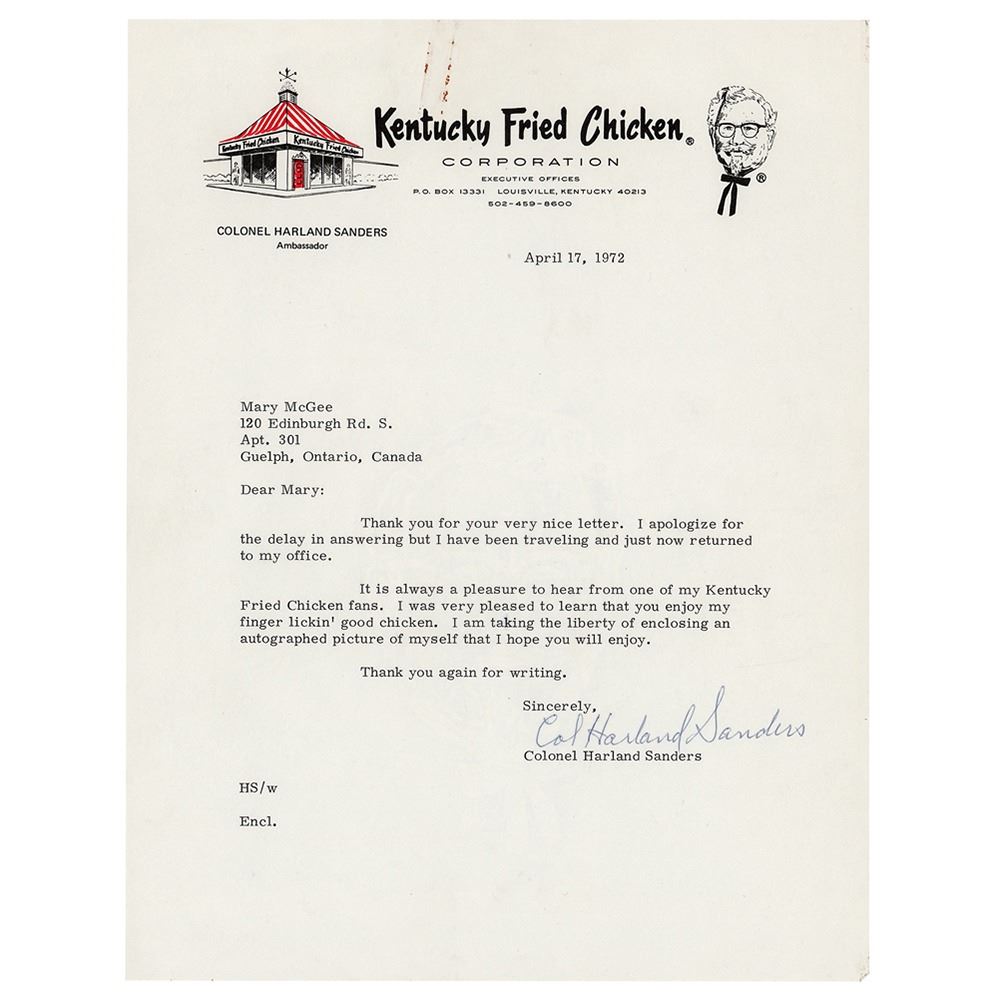 Kentucky Fried Chicken Kentucky Fried Chicken
Kentucky Fried Chicken®
CORPORATION
EXECUTIVE OFFICES
P.O. BOX 13331 LOUISVILLE, KENTUCKY 40213
502-459-8600
®
COLONEL HARLAND SANDERS
Ambassador
April 17, 1972
Mary McGee
120 Edinburgh Rd. S.
Apt. 301
Guelph, Ontario, Canada
Dear Mary:
Thank you for your very nice letter. I apologize for
the delay in answering but I have been traveling and just now returned
to my office.
It is always a pleasure to hear from one of my Kentucky
Fried Chicken fans. I was very pleased to learn that you enjoy my
finger lickin' good chicken. I am taking the liberty of enclosing an
autographed picture of myself that I hope you will enjoy.
Thank you again for writing.
Sincerely,
Col Harland Sanders
Colonel Harland Sanders
HS/w
Encl.